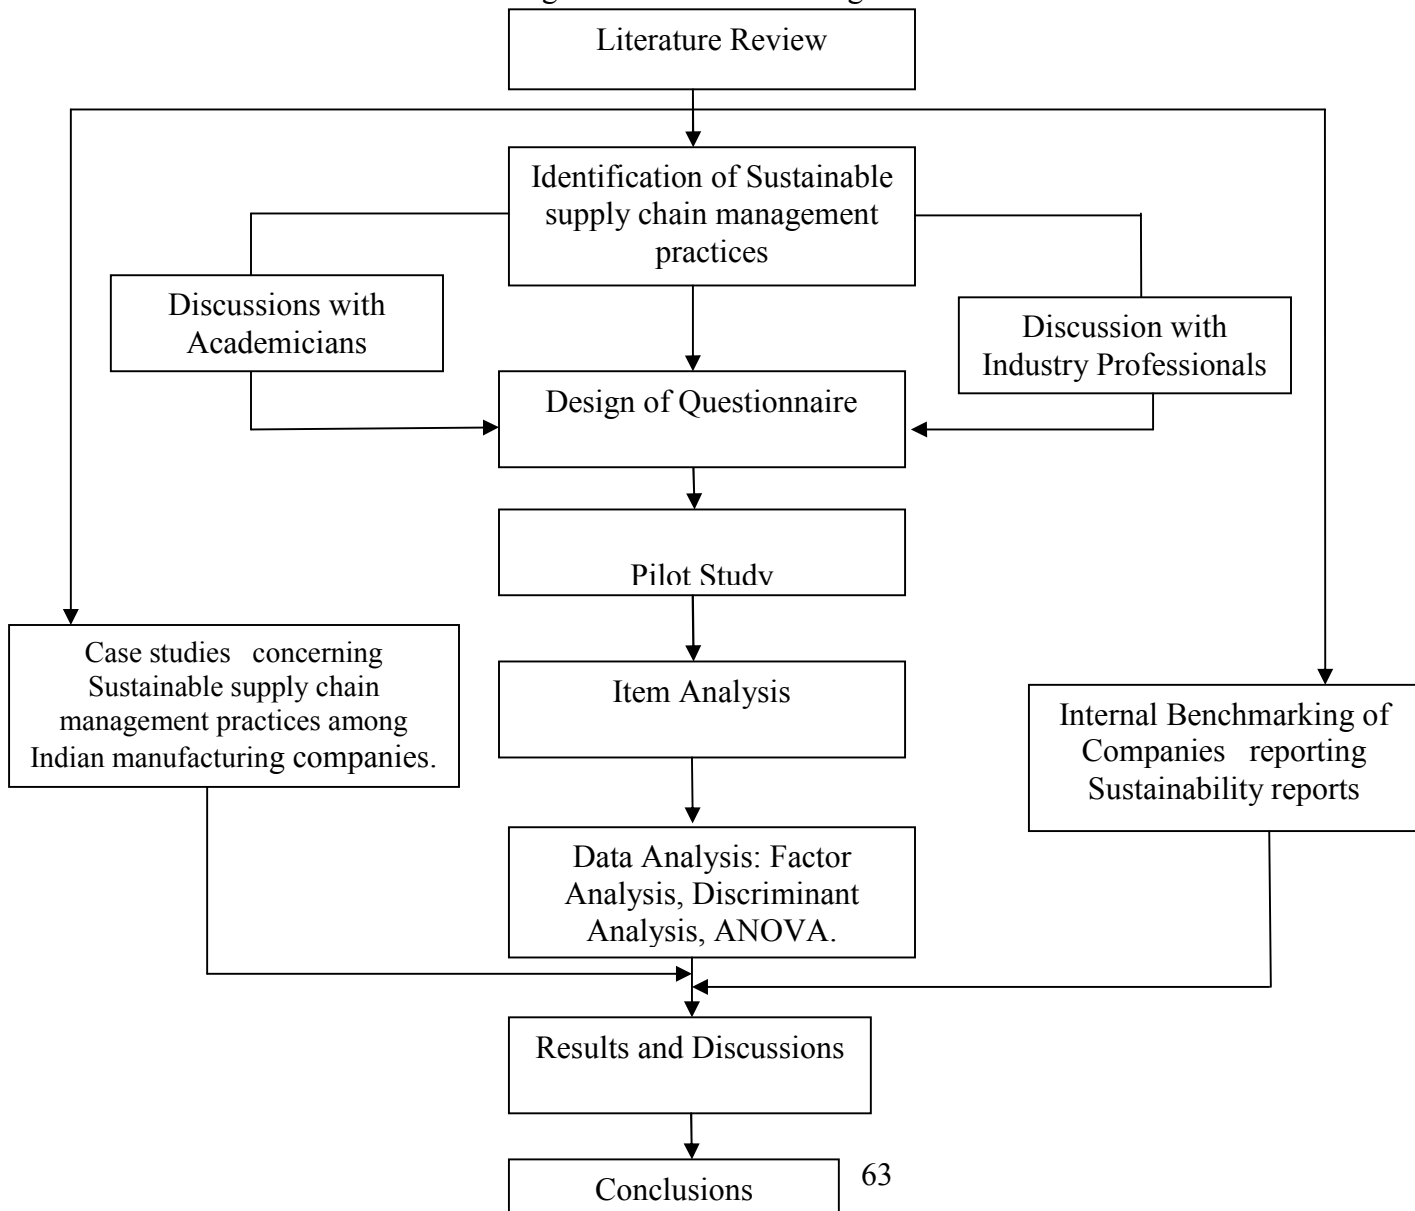 Literature Review
Identification of Sustainable
supply chain management
practices
Discussions with
Academicians
Discussion with
Industry Professionals
Design of Questionnaire
Pilot Study
Case studies concerning
Sustainable supply chain
management practices among
Indian manufacturing companies.
Item Analysis
Internal Benchmarking of
Companies reporting
Sustainability reports
Data Analysis: Factor
Analysis, Discriminant
Analysis, ANOVA.
Results and Discussions
Conclusions
63